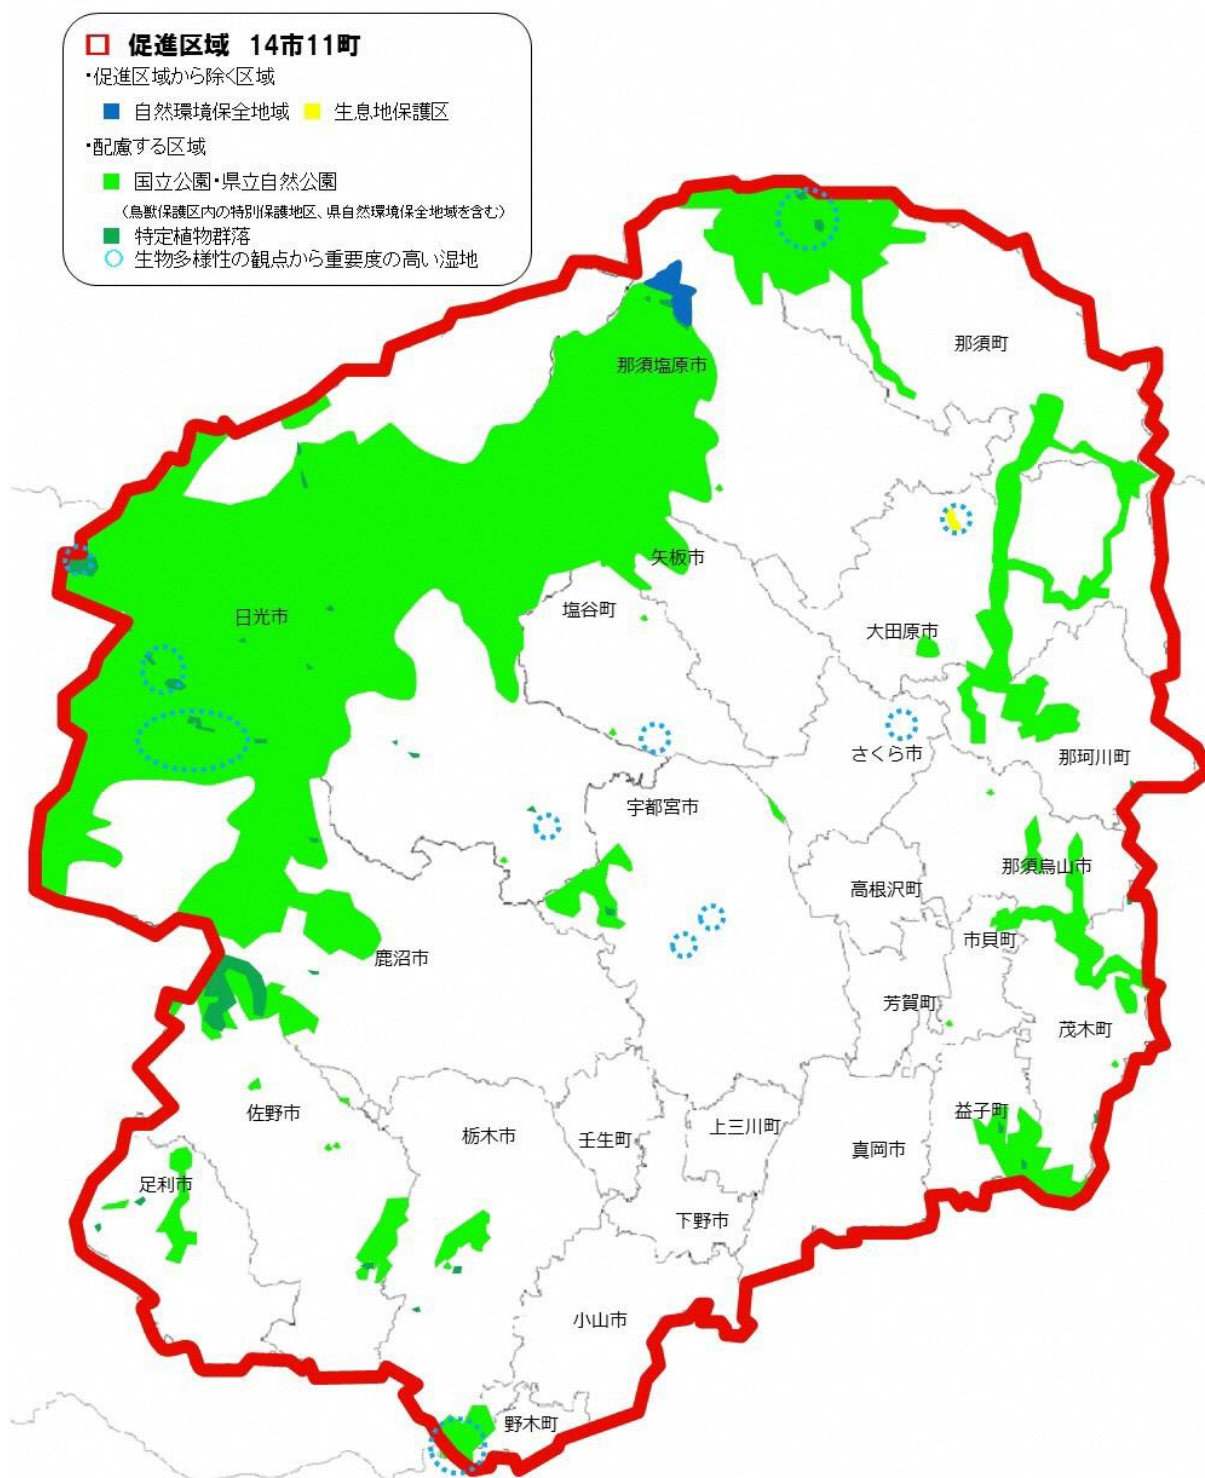 促進区域 14市11町
・促進区域から除く区域
自然環境保全地域 生息地保護区
・配慮する区域
国立公園・県立自然公園
（鳥獣保護区内の特別保護地区、県自然環境保全地域を含む）
特定植物群落
生物多様性の観点から重要度の高い湿地
那須町
那須塩原市
矢板市
塩谷町
日光市
大田原市
さくら市
那珂川町
宇都宮市
那須烏山市
高根沢町
市貝町
鹿沼市
芳賀町
茂木町
佐野市
益子町
栃木市
壬生町
上三川町
真岡市
足利市
下野市
小山市
野木町